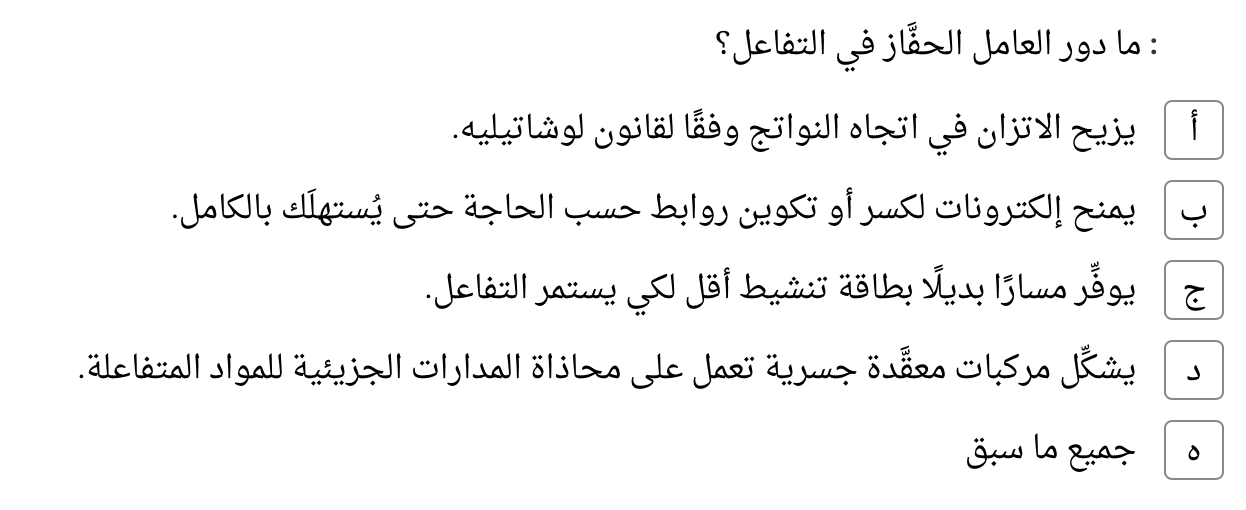 : ما دور العامل الحفَّاز في التفاعل؟
أ يزيح الاتزان في اتجاه النواتج وفقًا لقانون لوشاتيليه.
ب يمنح إلكترونات لكسر أو تكوين روابط حسب الحاجة حتى يُستهلَك بالكامل.
ج يوفِّر مسارًا بديلًا بطاقة تنشيط أقل لكي يستمر التفاعل.
د يشكِّل مركبات معقَّدة جسرية تعمل على محاذاة المدارات الجزيئية للمواد المتفاعلة.
ه جميع ما سبق